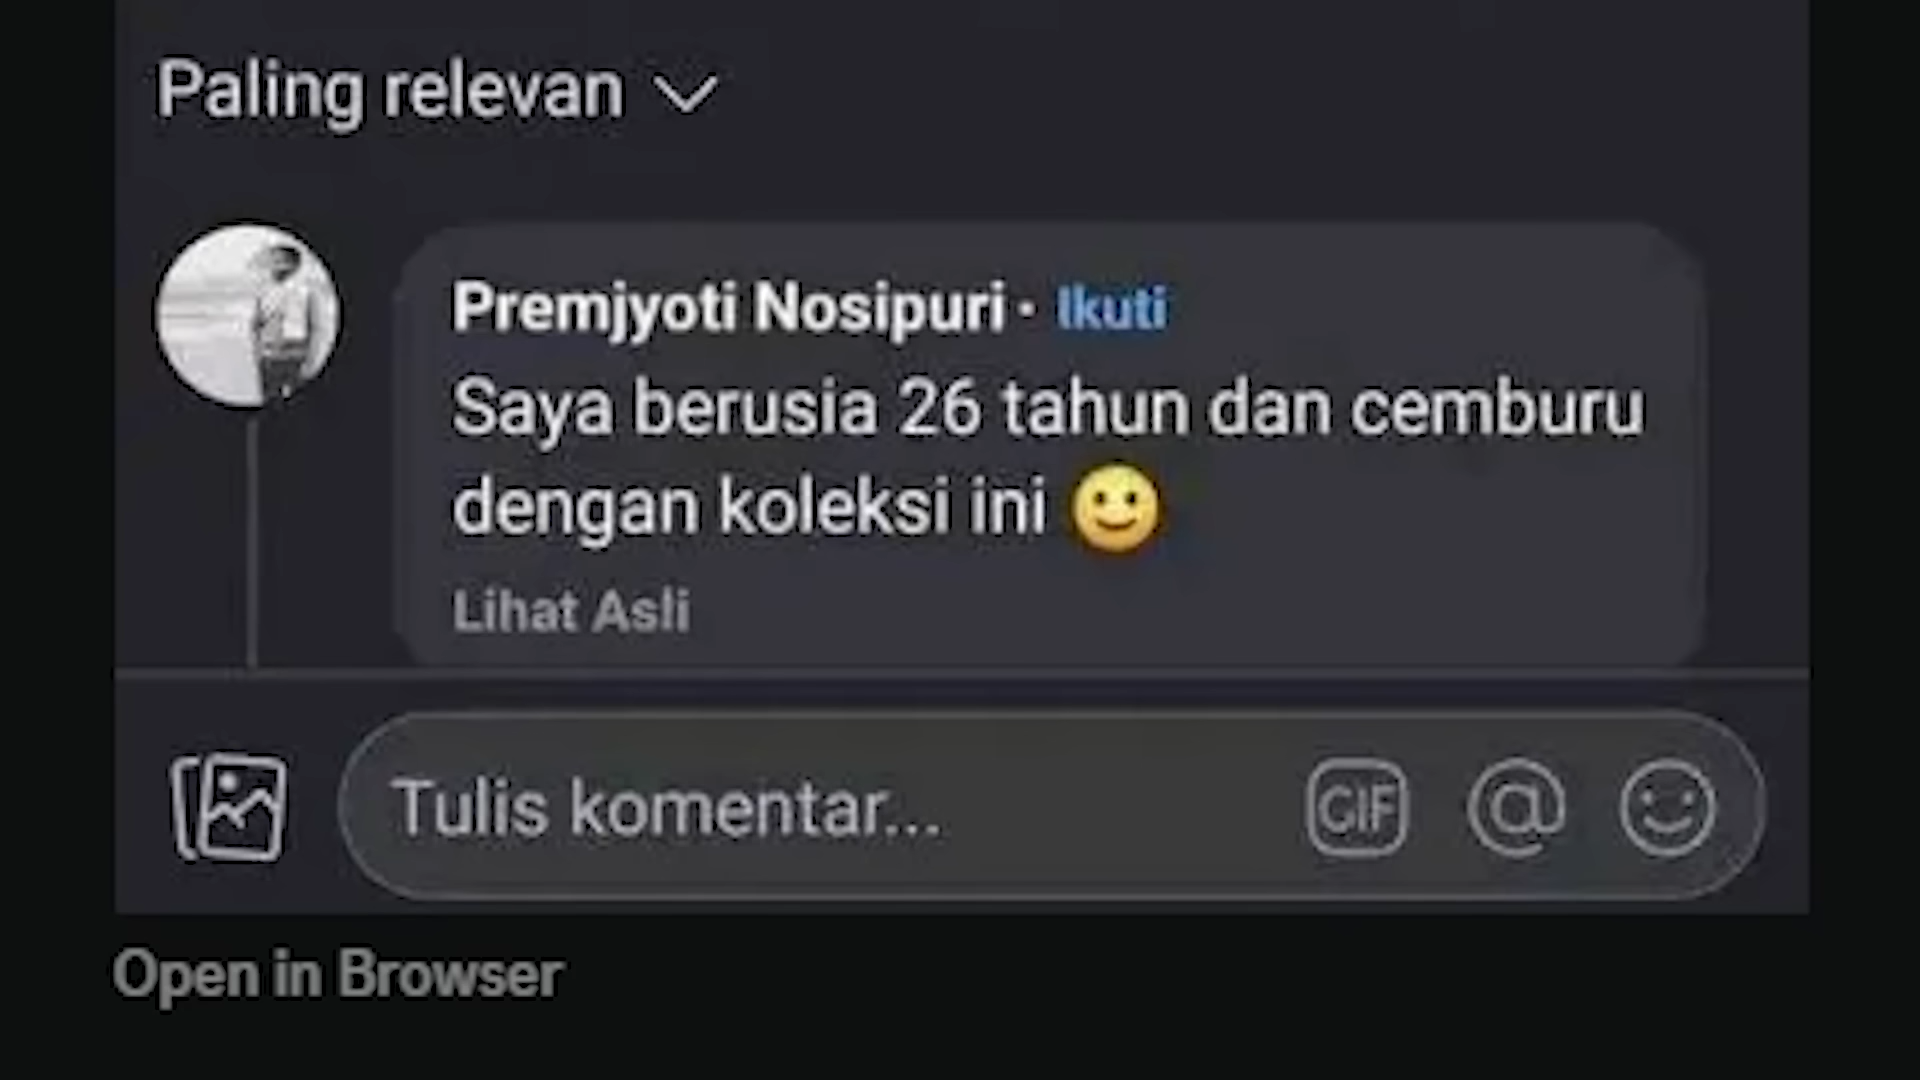 Paling relevan
Premjyoti Nosipuri · Ikuti
Saya berusia 26 tahun dan cemburu
dengan koleksi ini 🙂
Lihat Asli
Tulis komentar...
GIF
Open in Browser